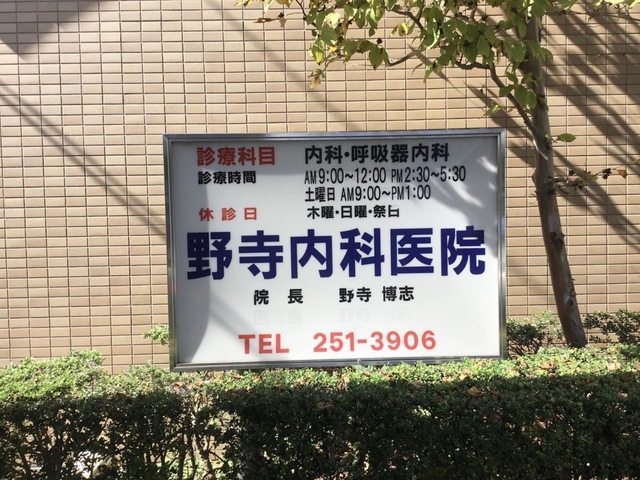 診療科目 内科・呼吸器内科
診療時間 AM9:00〜12:00 PM2:30〜5:30
土曜日 AM9:00〜PM1:00
休診日 木曜・日曜・祭日
野寺内科医院
院長 野寺 博志
TEL 251-3906